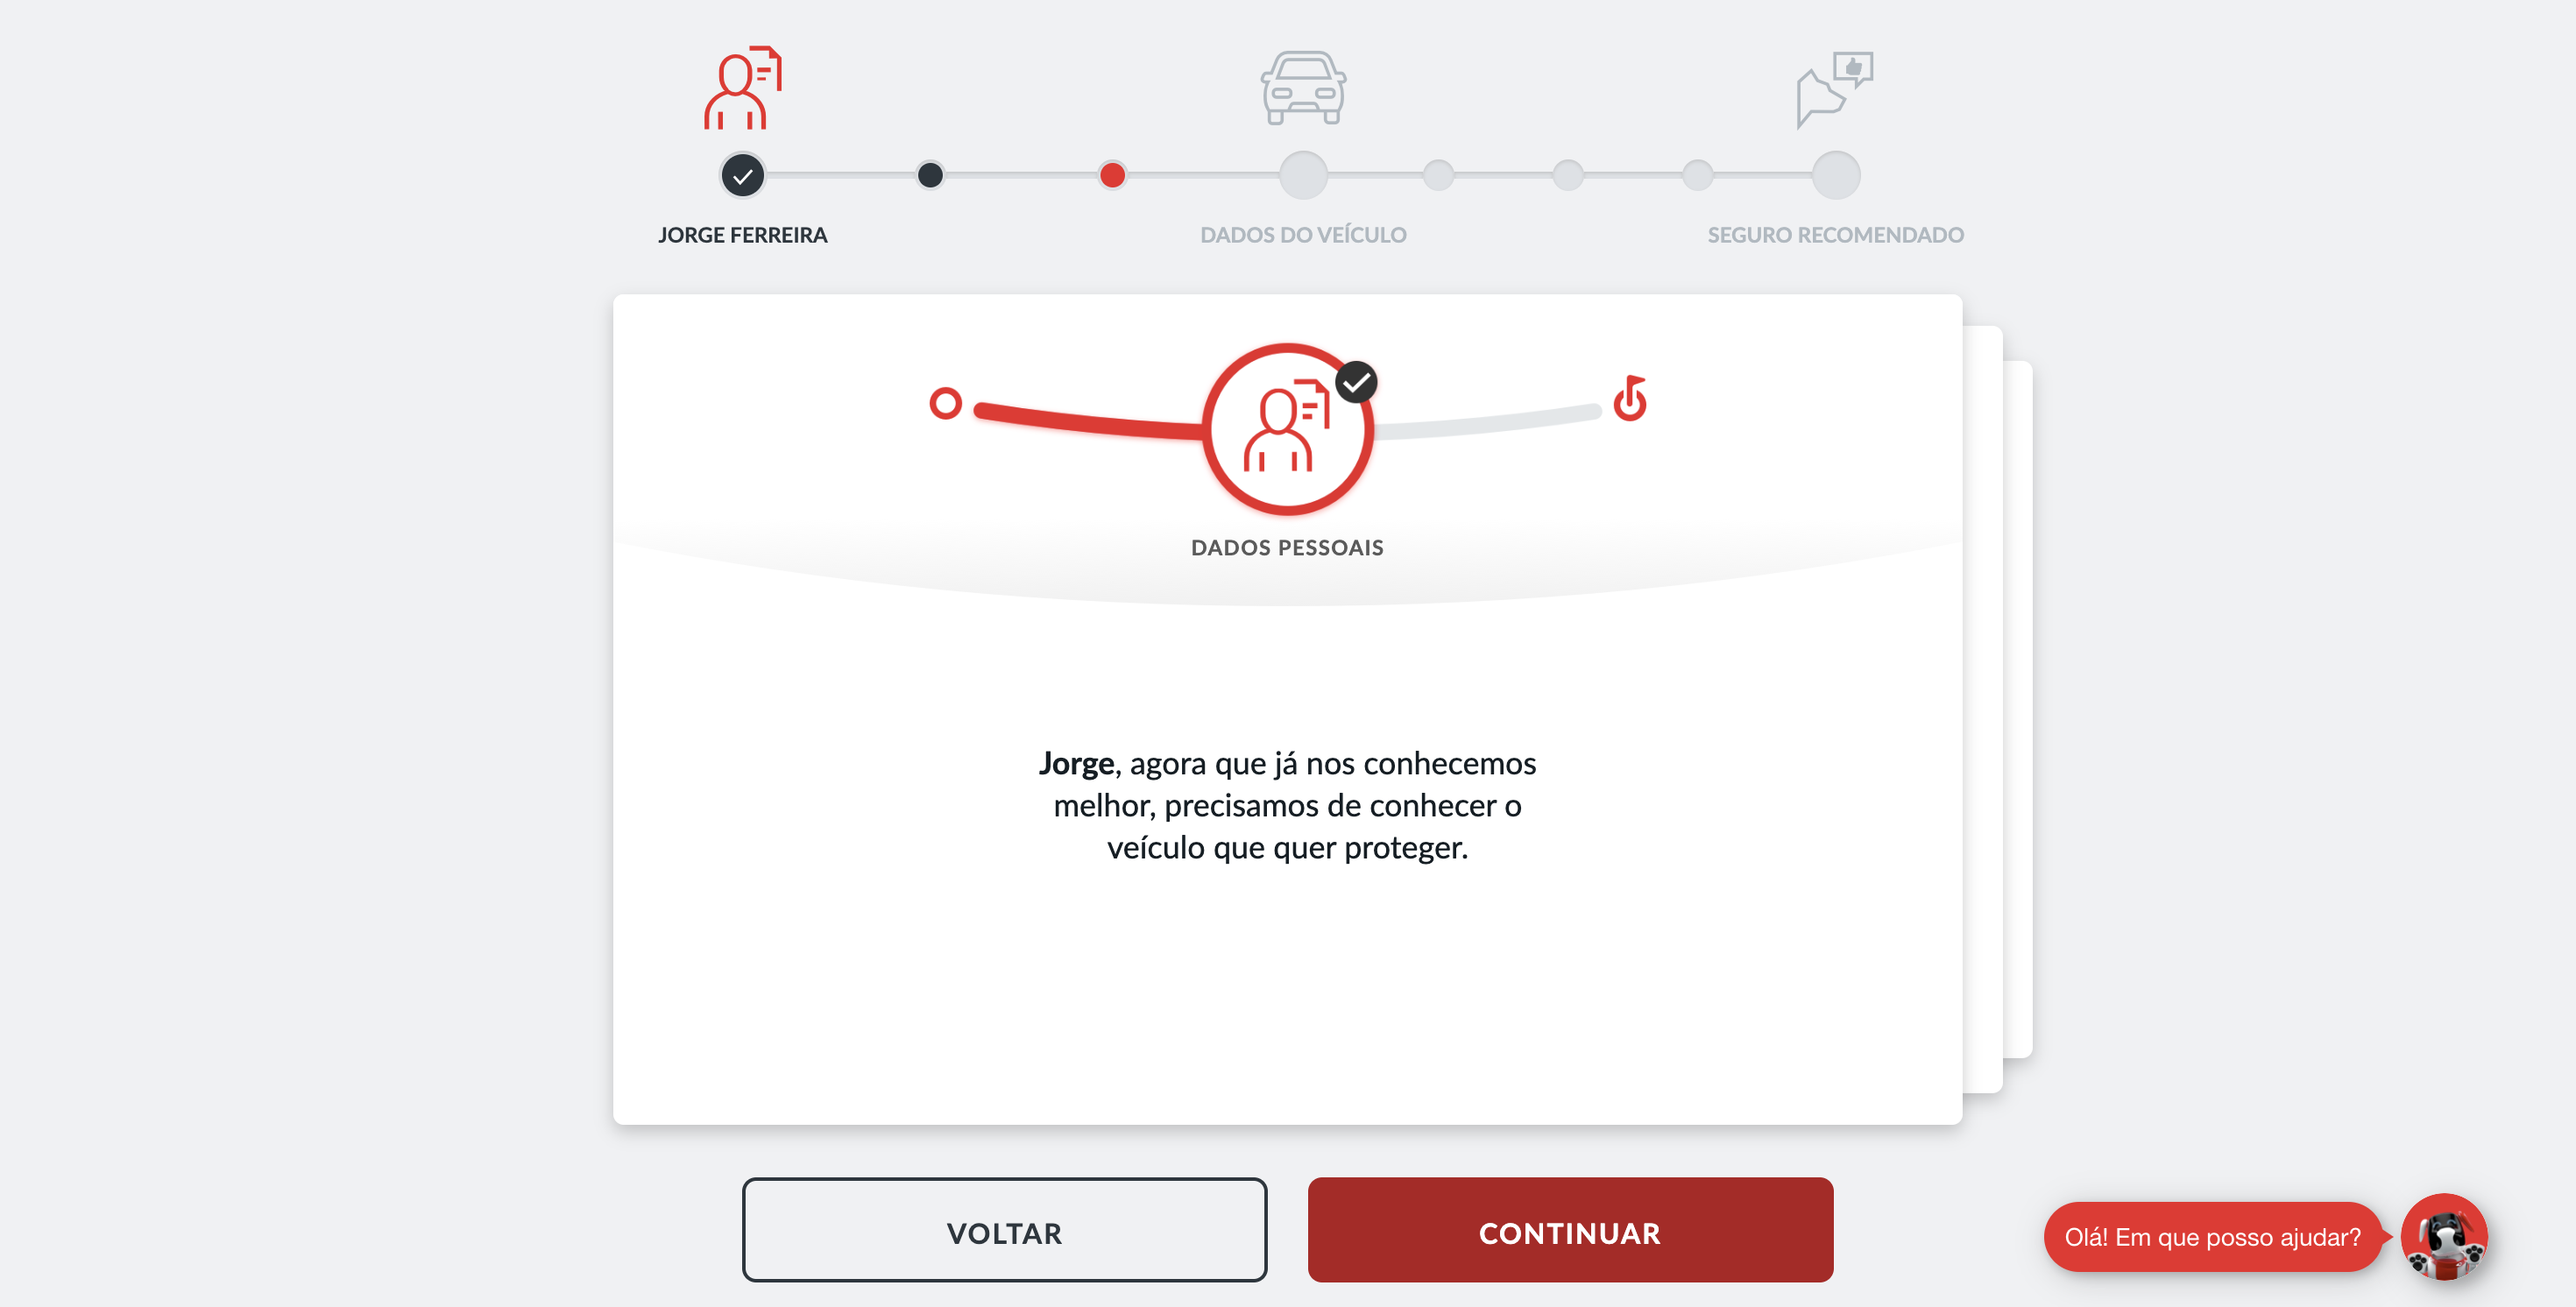 JORGE FERREIRA
DADOS DO VEÍCULO
SEGURO RECOMENDADO
DADOS PESSOAIS
Jorge, agora que já nos conhecemos
melhor, precisamos de conhecer o
veículo que quer proteger.
VOLTAR
CONTINUAR
Olá! Em que posso ajudar?